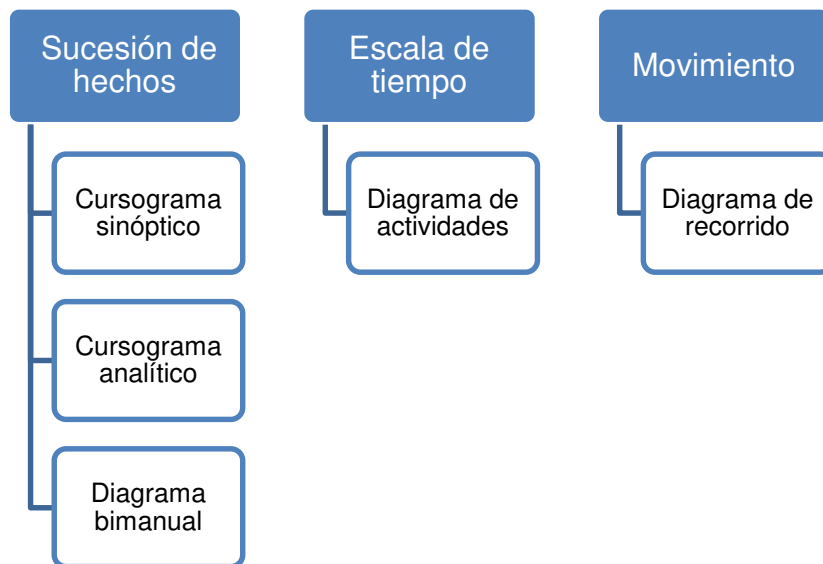 Sucesión de
hechos
Cursograma
sinóptico
Cursograma
analítico
Diagrama
bimanual
Escala de
tiempo
Diagrama de
actividades
Movimiento
Diagrama de
recorrido